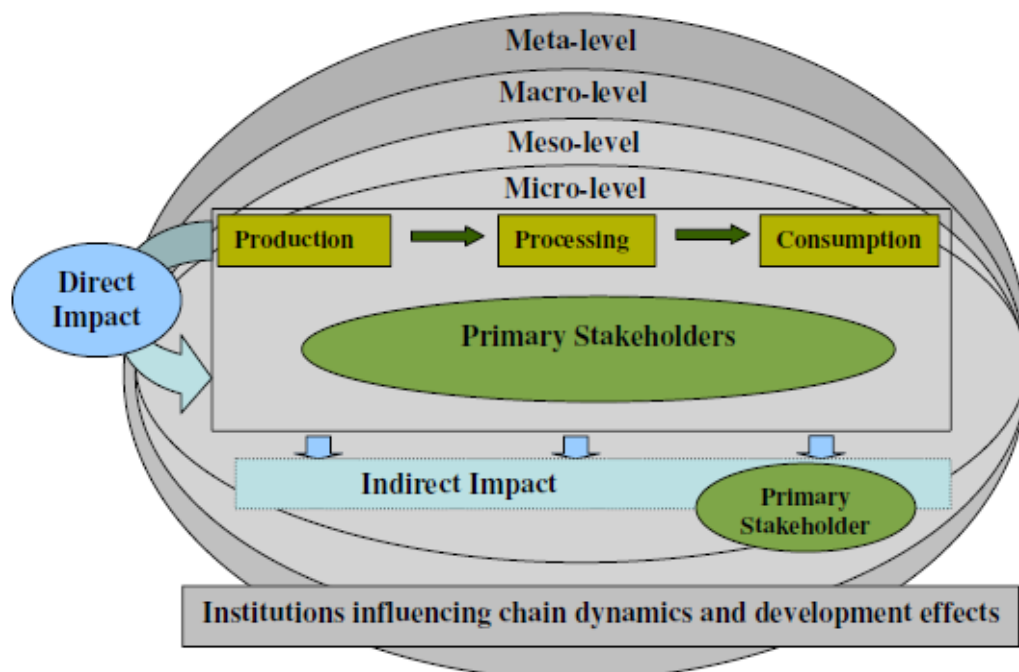 Meta-level
Macro-level
Meso-level
Micro-level
Production
Processing
Consumption
Direct
Impact
Primary Stakeholders
Indirect Impact
Primary
Stakeholder
Institutions influencing chain dynamics and development effects